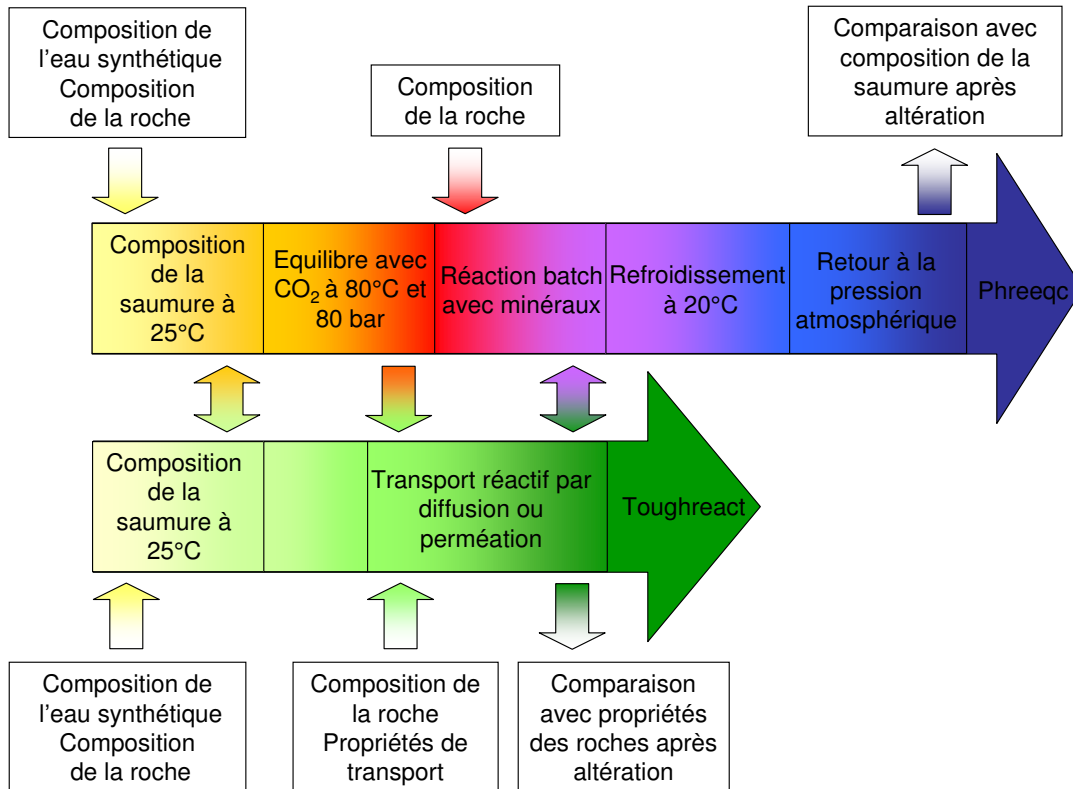 Composition de
l'eau synthétique
Composition
de la roche
Composition
de la roche
Comparaison avec
composition de la
saumure après
altération
Composition
de la
saumure à
25°C
Equilibre avec
CO₂ à 80°C et
80 bar
Réaction batch
avec minéraux
Refroidissement
à 20°C
Retour à la
pression
atmosphérique
Phreeqc
Composition
de la
saumure à
25°C
Transport réactif par
diffusion ou
perméation
Toughreact
Composition de
l'eau synthétique
Composition
de la roche
Composition de
la roche
Propriétés de
transport
Comparaison
avec propriétés
des roches après
altération